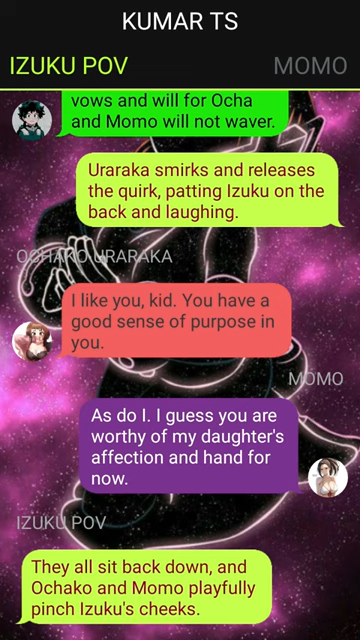 KUMAR TS
IZUKU POV
MOMO
vows and will for Ocha
and Momo will not waver.
Uraraka smirks and releases
the quirk, patting Izuku on the
back and laughing.
OCHAKO URARAKA
I like you, kid. You have a
good sense of purpose in
you.
MOMO
As do I. I guess you are
worthy of my daughter's
affection and hand for
now.
IZUKU POV
They all sit back down, and
Ochako and Momo playfully
pinch Izuku's cheeks.